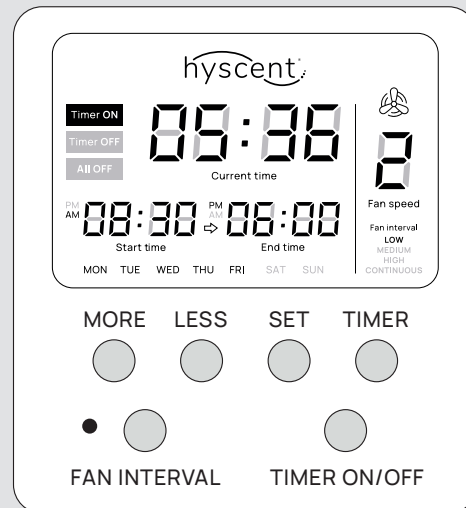 hyscent
Timer ON
Timer OFF
All OFF
05:36
Current time
2
Fan speed
PM
AM
08:30
Start time
PM
AM
06:00
End time
Fan interval
LOW
MEDIUM
HIGH
CONTINUOUS
MON TUE WED THU FRI SAT SUN
MORE LESS SET TIMER
FAN INTERVAL TIMER ON/OFF